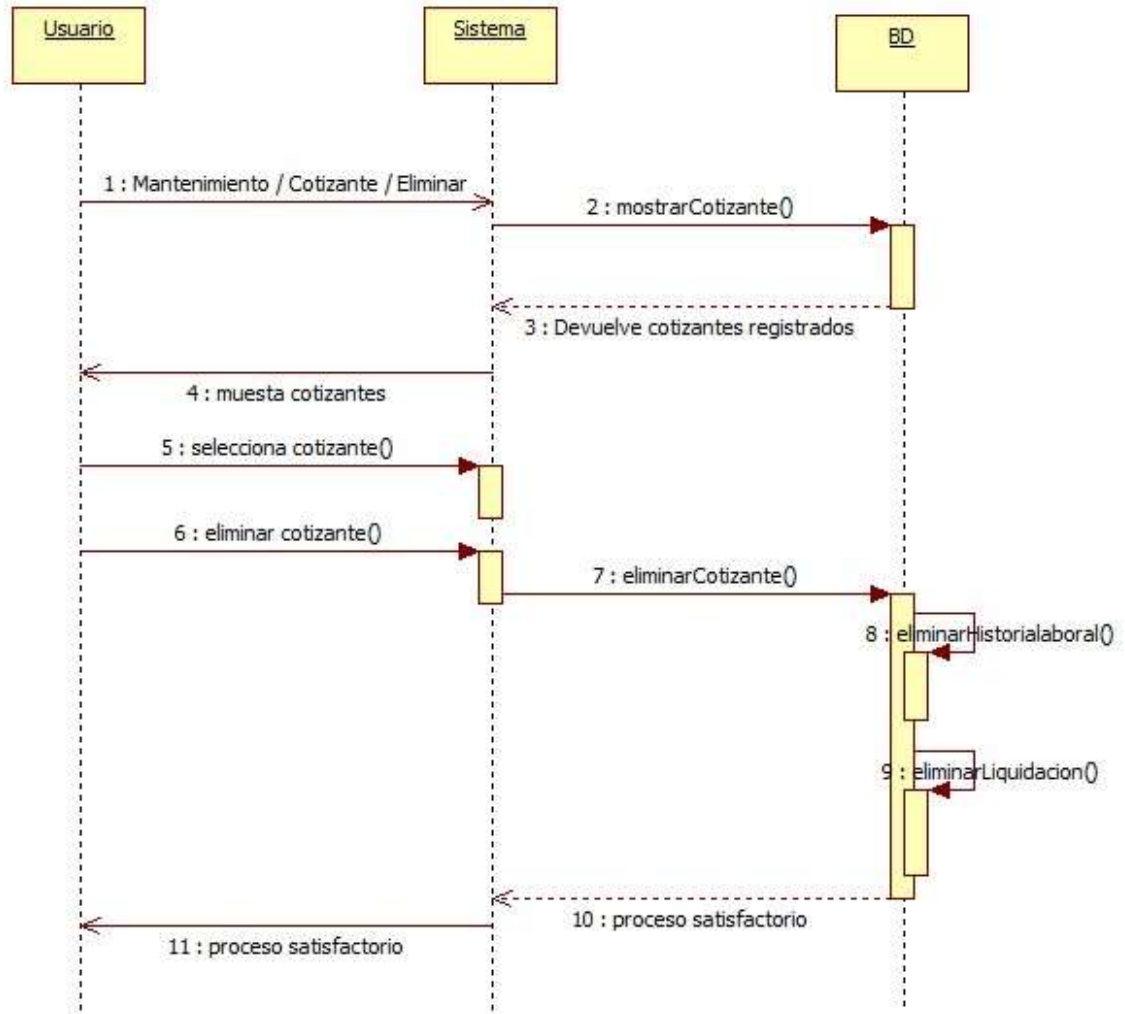 Usuario
Sistema
BD
1 : Mantenimiento / Cotizante / Eliminar
2 : mostrarCotizante()
3 : Devuelve cotizantes registrados
4 : muesta cotizantes
5 : selecciona cotizante()
6 : eliminar cotizante()
7 : eliminarCotizante()
8 : elminarHistorialaboral()
9 : eliminarLiquidacion()
10 : proceso satisfactorio
11 : proceso satisfactorio